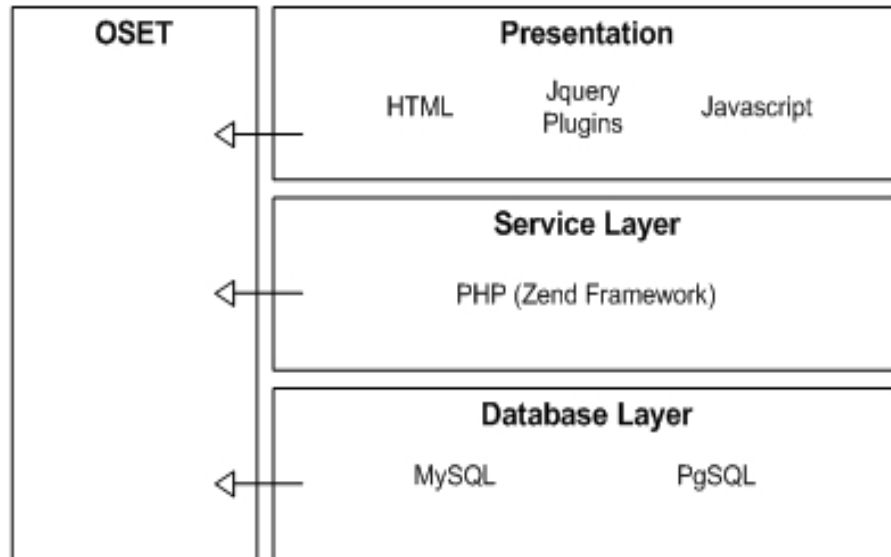 OSET
Presentation
HTML
Jquery
Plugins
Javascript
Service Layer
PHP (Zend Framework)
Database Layer
MySQL
PgSQL